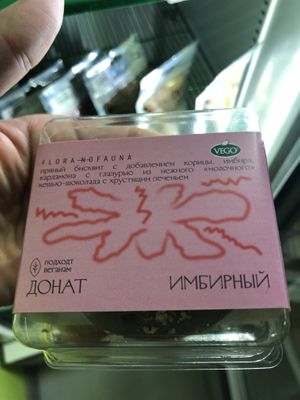 FLORA NOFAUNA
VEGO
пряный бисквит с добавлением корицы, имбиря,
кардамона с глазурью из нежного «молочного»
кешью-шоколада с хрустящим печеньем
подходит
веганам
ДОНАТ ИМБИРНЫЙ